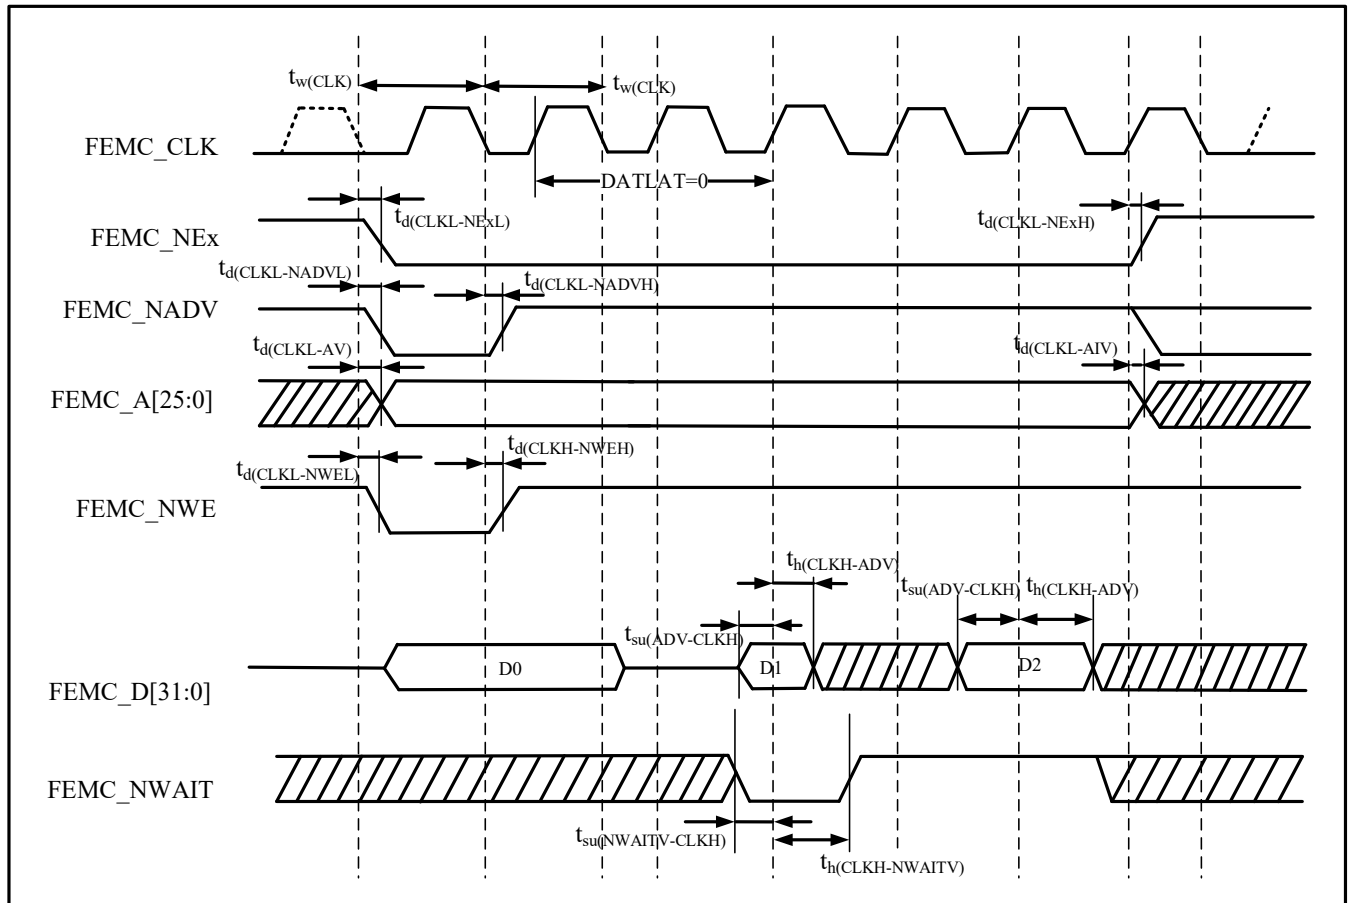 tw(CLK)
tw(CLK)
FEMC_CLK
DATLAT=0
td(CLKL-NExL)
td(CLKL-NExH)
FEMC_NEx
td(CLKL-NADVL)
td(CLKL-NADVH)
FEMC_NADV
td(CLKL-AV)
td(CLKL-AIV)
FEMC_A[25:0]
td(CLKH-NWEH)
td(CLKL-NWEL)
FEMC_NWE
th(CLKH-ADV)
tsu(ADV-CLKH)
th(CLKH-ADV)
tsu(ADV-CLKH)
D0
D1
D2
FEMC_D[31:0]
FEMC_NWAIT
tsu(NWAITV-CLKH)
th(CLKH-NWAITV)